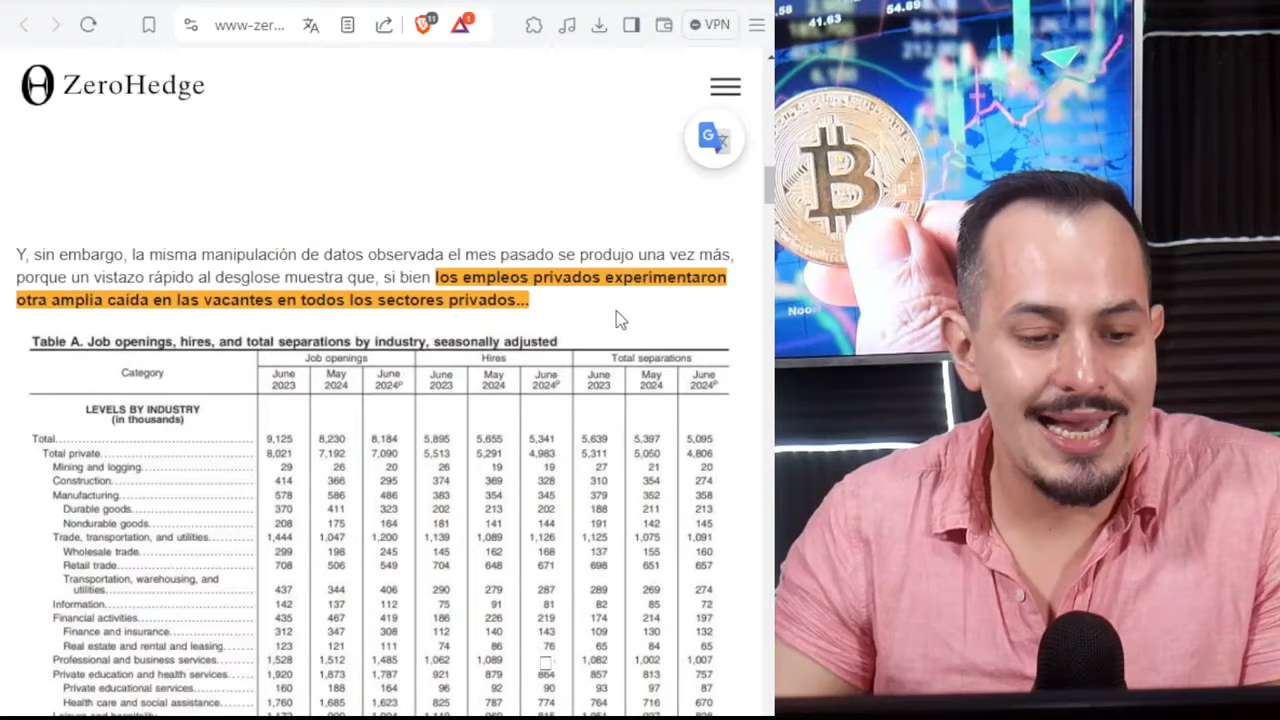 www-zer...
11
1
VPN
ZeroHedge
G
Y, sin embargo, la misma manipulación de datos observada el mes pasado se produjo una vez más,
porque un vistazo rápido al desglose muestra que, si bien los empleos privados experimentaron
otra amplia caída en las vacantes en todos los sectores privados...
Table A. Job openings, hires, and total separations by industry, seasonally adjusted
Category Job openings Hires Total separations
June 2023 May 2024 June 2024p June 2023 May 2024 June 2024p June 2023 May 2024 June 2024p
LEVELS BY INDUSTRY
(in thousands)
Total 9,125 8,230 8,184 5,895 5,655 5,341 5,639 5,397 5,095
Total private 8,021 7,192 7,090 5,513 5,291 4,983 5,311 5,050 4,806
Mining and logging 29 26 20 26 19 19 27 21 20
Construction 414 366 295 374 369 328 310 354 274
Manufacturing 578 586 486 383 354 345 379 352 358
Durable goods 370 411 323 202 213 202 188 211 213
Nondurable goods 208 175 164 181 141 144 191 142 145
Trade, transportation, and utilities 1,444 1,047 1,200 1,139 1,089 1,126 1,125 1,075 1,091
Wholesale trade 299 198 245 145 162 168 137 155 160
Retail trade 708 506 549 704 648 671 698 651 657
Transportation, warehousing, and
utilities 437 344 406 290 279 287 289 269 274
Information 142 137 112 75 91 81 82 85 72
Financial activities 435 467 419 186 226 219 174 214 197
Finance and insurance 312 347 308 112 140 143 109 130 132
Real estate and rental and leasing 123 121 111 74 86 76 65 84 65
Professional and business services 1,528 1,512 1,485 1,062 1,089 1,082 1,002 1,007
Private education and health services 1,920 1,873 1,787 921 879 864 857 813 757
Private educational services 160 188 164 96 92 90 93 97 87
Health care and social assistance 1,760 1,685 1,623 825 787 774 764 716 670
.58
41.63
54.89